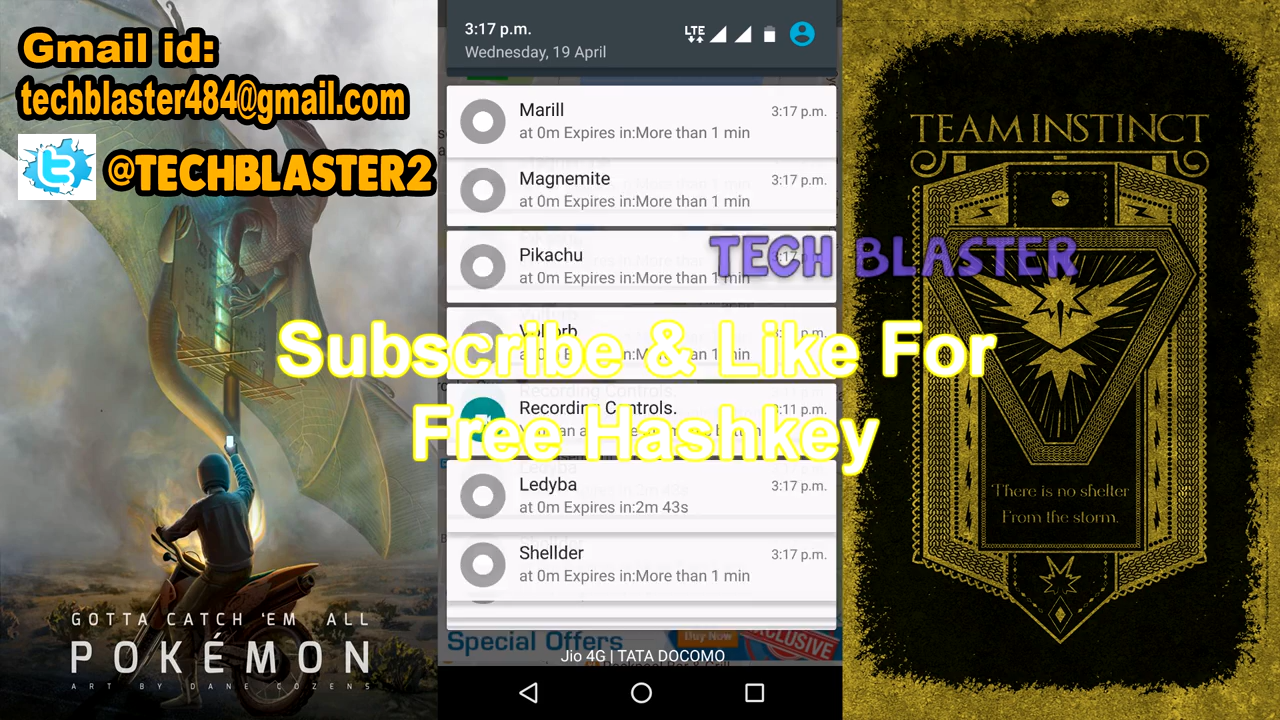 Gmail id:
techblaster484@gmail.com
@TECHBLASTER2
GOTTA CATCH 'EM ALL
POKÉMON
ART BY DANE COZENS
3:17 p.m.
LTE
Wednesday, 19 April
Marill 3:17 p.m.
at 0m Expires in:More than 1 min
Magnemite 3:17 p.m.
at 0m Expires in:More than 1 min
Pikachu
at 0m Expires in:More than 1 min
TECH BLASTER
Subscribe & Like For
Free Hashkey
Recording Controls.
Ledyba 3:17 p.m.
at 0m Expires in:2m 43s
Shellder 3:17 p.m.
at 0m Expires in:More than 1 min
Special Offers
Buy Now
EXCLUSIVE
Jio 4G | TATA DOCOMO
TEAM INSTINCT
There is no shelter
From the storm.